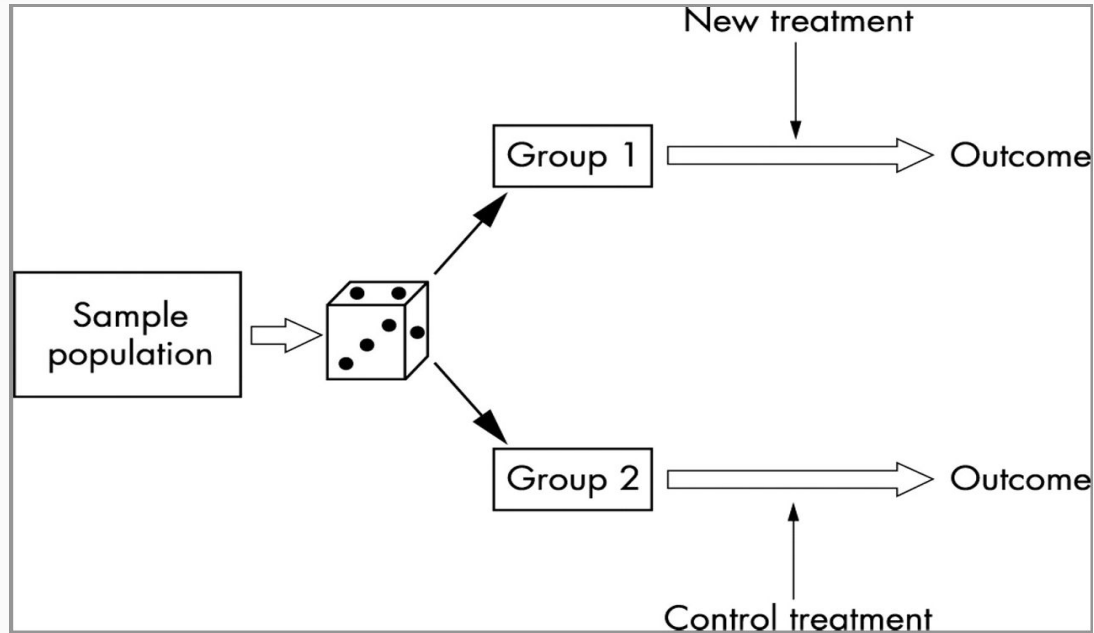 New treatment
Group 1
Outcome
Sample
population
Group 2
Outcome
Control treatment